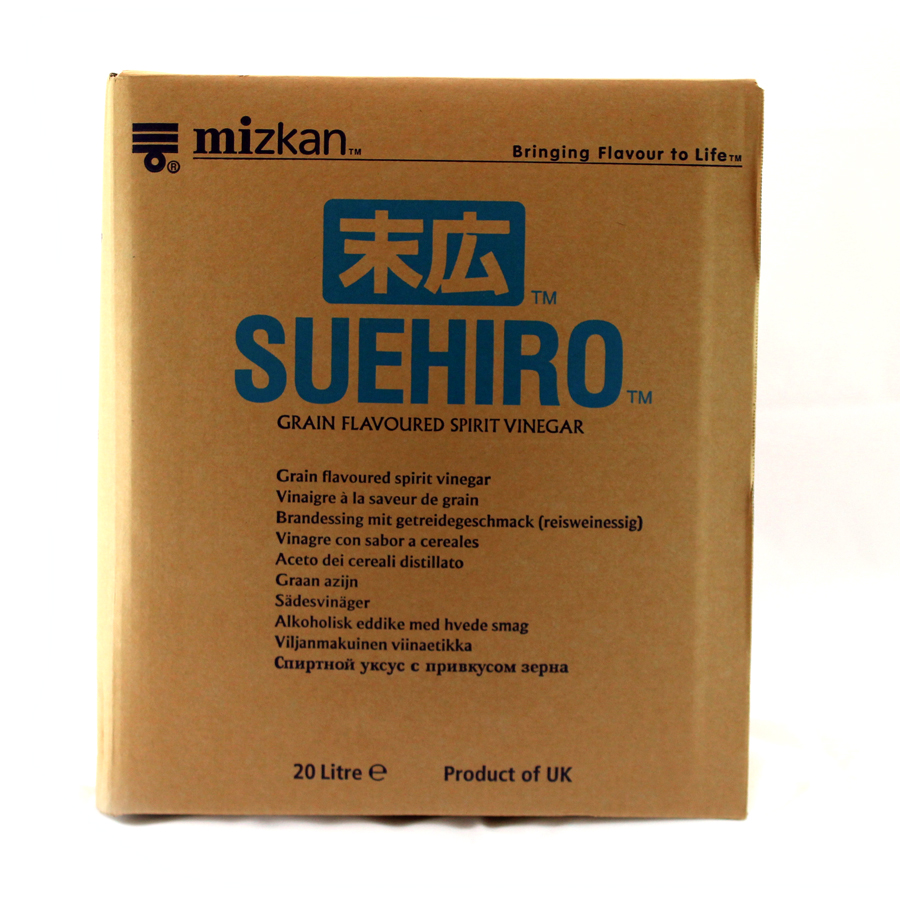 mizkan™
Bringing Flavour to Life™
®
末広™
SUEHIRO™
GRAIN FLAVOURED SPIRIT VINEGAR
Grain flavoured spirit vinegar
Vinaigre à la saveur de grain
Brandessing mit getreidegeschmack (reisweinessig)
Vinagre con sabor a cereales
Aceto dei cereali distillato
Graan azijn
Sädesvinäger
Alkoholisk eddike med hvede smag
Viljanmakuinen viinaetikka
Спиртной уксус с привкусом зерна
20 Litre ℮
Product of UK